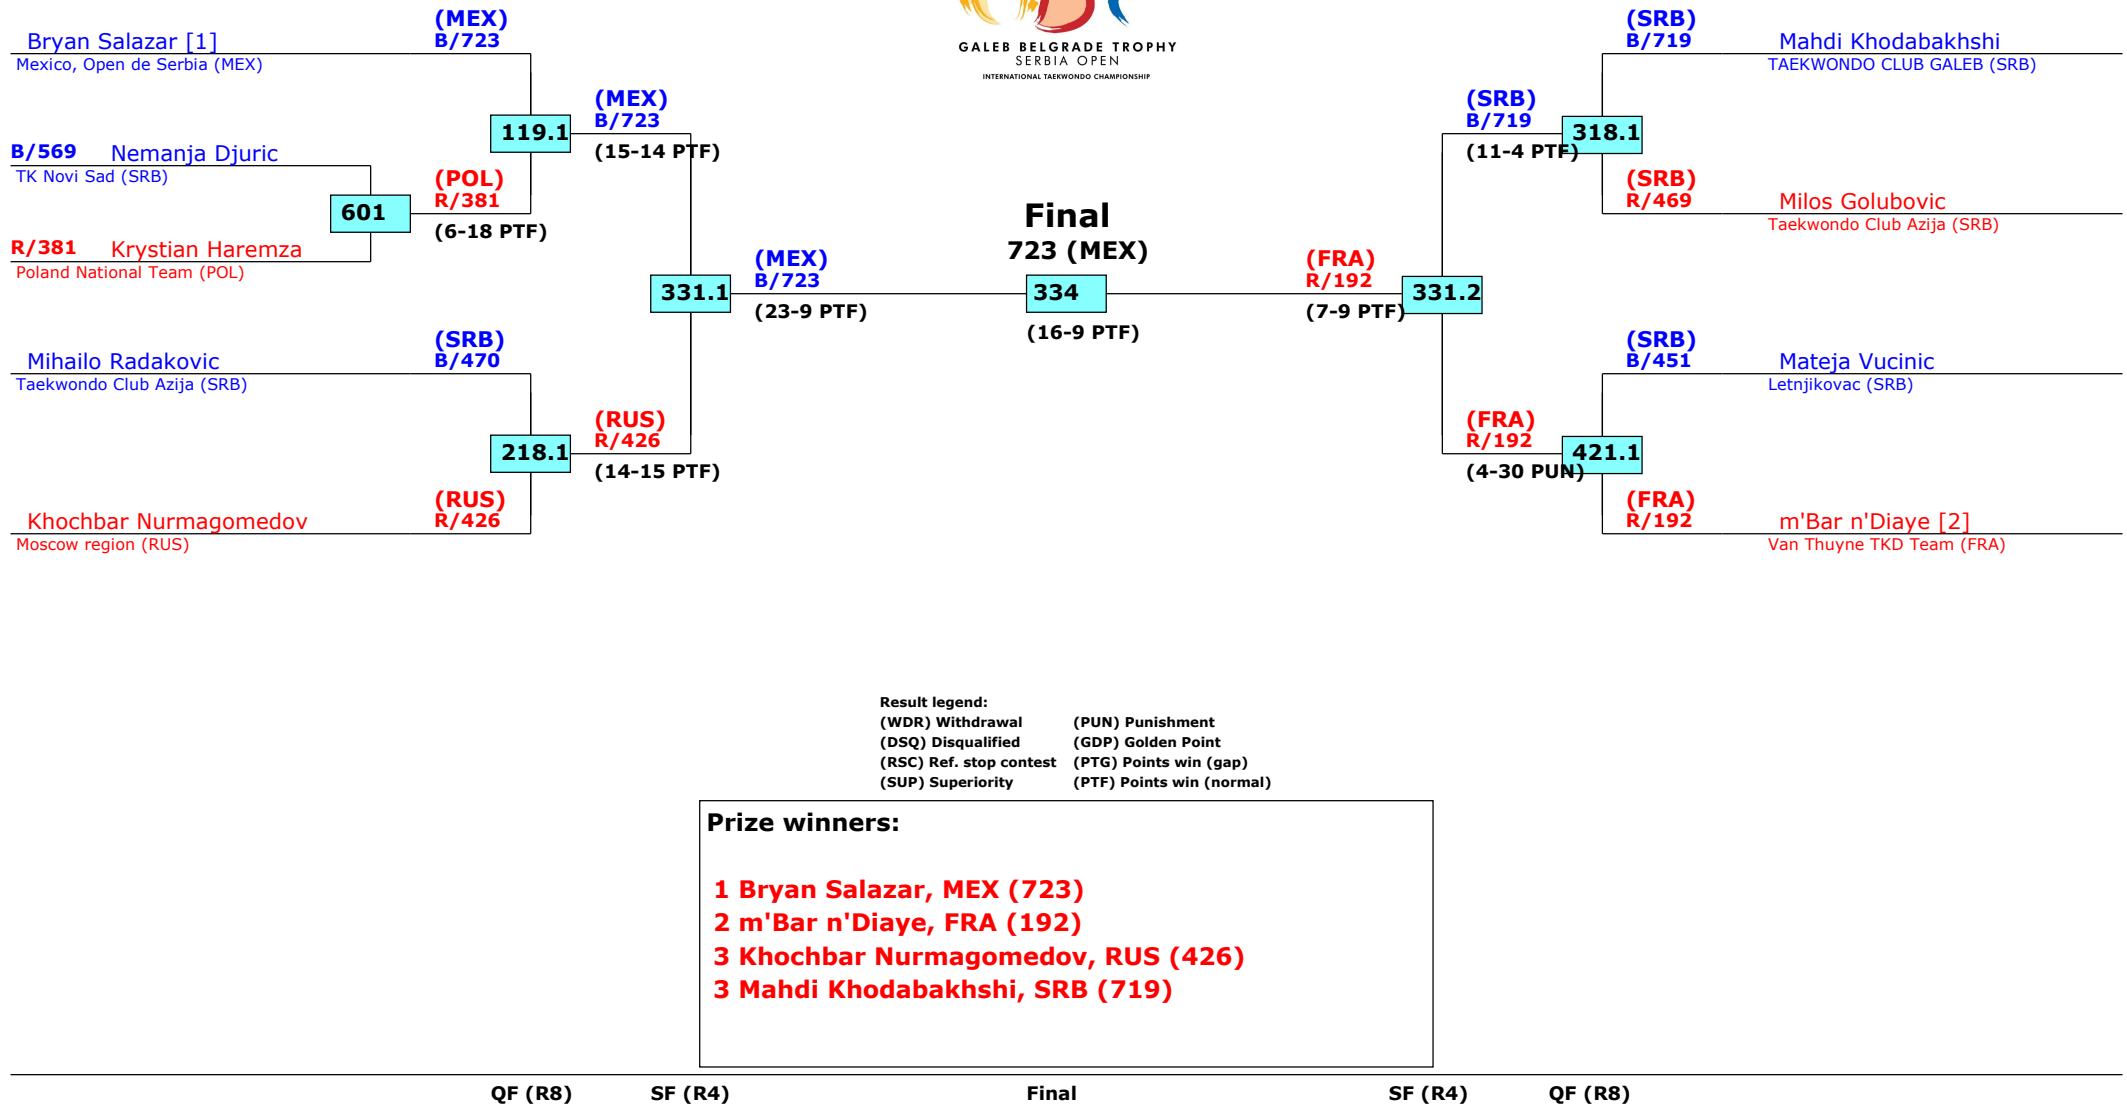 GALEB BELGRADE TROPHY
SERBIA OPEN
INTERNATIONAL TAEKWONDO CHAMPIONSHIP
Bryan Salazar [1]
Mexico, Open de Serbia (MEX)
(MEX)
B/723
B/569 Nemanja Djuric
TK Novi Sad (SRB)
601
R/381 Krystian Haremza
Poland National Team (POL)
(POL)
R/381
(6-18 PTF)
119.1
(MEX)
B/723
(15-14 PTF)
Mihailo Radakovic
Taekwondo Club Azija (SRB)
(SRB)
B/470
218.1
Khochbar Nurmagomedov
Moscow region (RUS)
(RUS)
R/426
(RUS)
R/426
(14-15 PTF)
331.1
(MEX)
B/723
(23-9 PTF)
Final
723 (MEX)
334
(16-9 PTF)
(FRA)
R/192
(7-9 PTF)
331.2
(SRB)
B/719
(11-4 PTF)
318.1
(SRB)
B/719
Mahdi Khodabakhshi
TAEKWONDO CLUB GALEB (SRB)
(SRB)
R/469
Milos Golubovic
Taekwondo Club Azija (SRB)
(FRA)
R/192
(4-30 PUN)
421.1
(SRB)
B/451
Mateja Vucinic
Letnjikovac (SRB)
(FRA)
R/192
m'Bar n'Diaye [2]
Van Thuyne TKD Team (FRA)
Result legend:
(WDR) Withdrawal (PUN) Punishment
(DSQ) Disqualified (GDP) Golden Point
(RSC) Ref. stop contest (PTG) Points win (gap)
(SUP) Superiority (PTF) Points win (normal)
Prize winners:
1 Bryan Salazar, MEX (723)
2 m'Bar n'Diaye, FRA (192)
3 Khochbar Nurmagomedov, RUS (426)
3 Mahdi Khodabakhshi, SRB (719)
QF (R8) SF (R4) Final SF (R4) QF (R8)